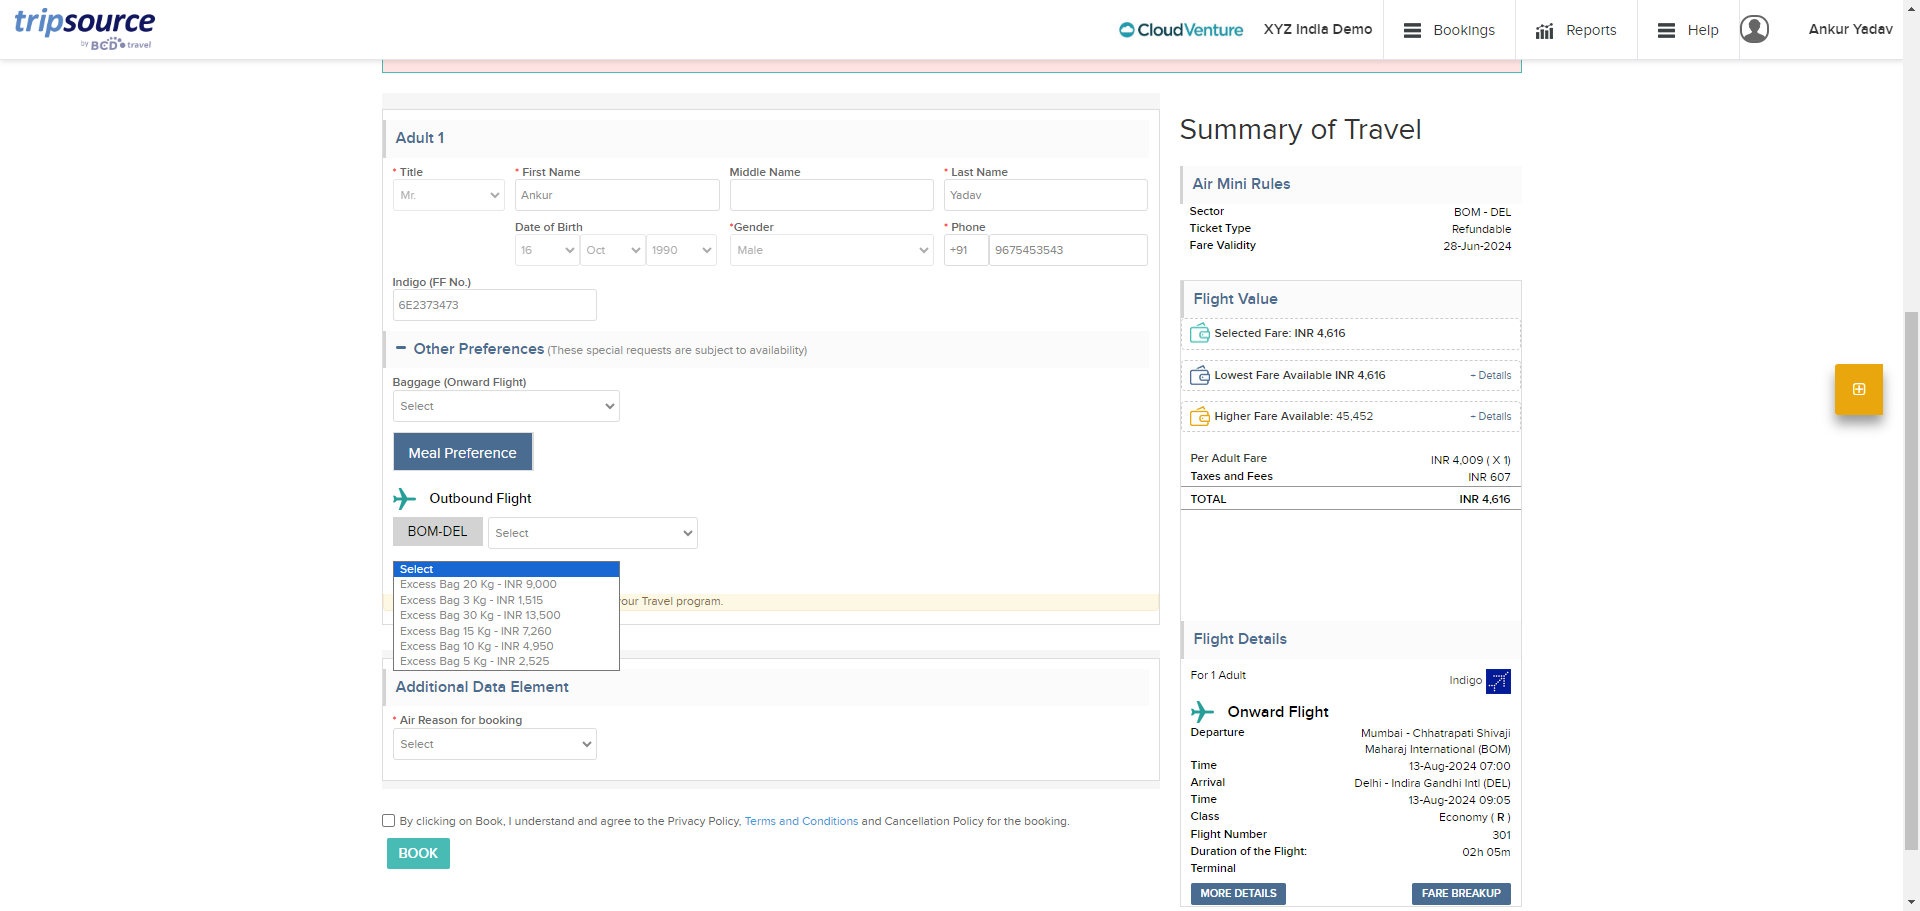 tripsource
by BCD travel
CloudVenture
XYZ India Demo
Bookings
Reports
Help
Ankur Yadav
Adult 1
* Title
* First Name
Middle Name
* Last Name
Mr.
Ankur
Yadav
Date of Birth
*Gender
* Phone
16
Oct
1990
Male
+91
9675453543
Indigo (FF No.)
6E2373473
Other Preferences (These special requests are subject to availability)
Baggage (Onward Flight)
Select
Meal Preference
Outbound Flight
BOM-DEL
Select
Select
Excess Bag 20 Kg - INR 9,000
Excess Bag 3 Kg - INR 1,515
Excess Bag 30 Kg - INR 13,500
Excess Bag 15 Kg - INR 7,260
Excess Bag 10 Kg - INR 4,950
Excess Bag 5 Kg - INR 2,525
your Travel program.
Additional Data Element
* Air Reason for booking
Select
By clicking on Book, I understand and agree to the Privacy Policy, Terms and Conditions and Cancellation Policy for the booking.
BOOK
Summary of Travel
Air Mini Rules
Sector BOM - DEL
Ticket Type Refundable
Fare Validity 28-Jun-2024
Flight Value
Selected Fare: INR 4,616
Lowest Fare Available INR 4,616 + Details
Higher Fare Available: 45,452 + Details
Per Adult Fare INR 4,009 ( X 1)
Taxes and Fees INR 607
TOTAL INR 4,616
Flight Details
For 1 Adult Indigo
Onward Flight
Departure Mumbai - Chhatrapati Shivaji
Maharaj International (BOM)
Time 13-Aug-2024 07:00
Arrival Delhi - Indira Gandhi Intl (DEL)
Time 13-Aug-2024 09:05
Class Economy ( R )
Flight Number 301
Duration of the Flight: 02h 05m
Terminal
MORE DETAILS FARE BREAKUP